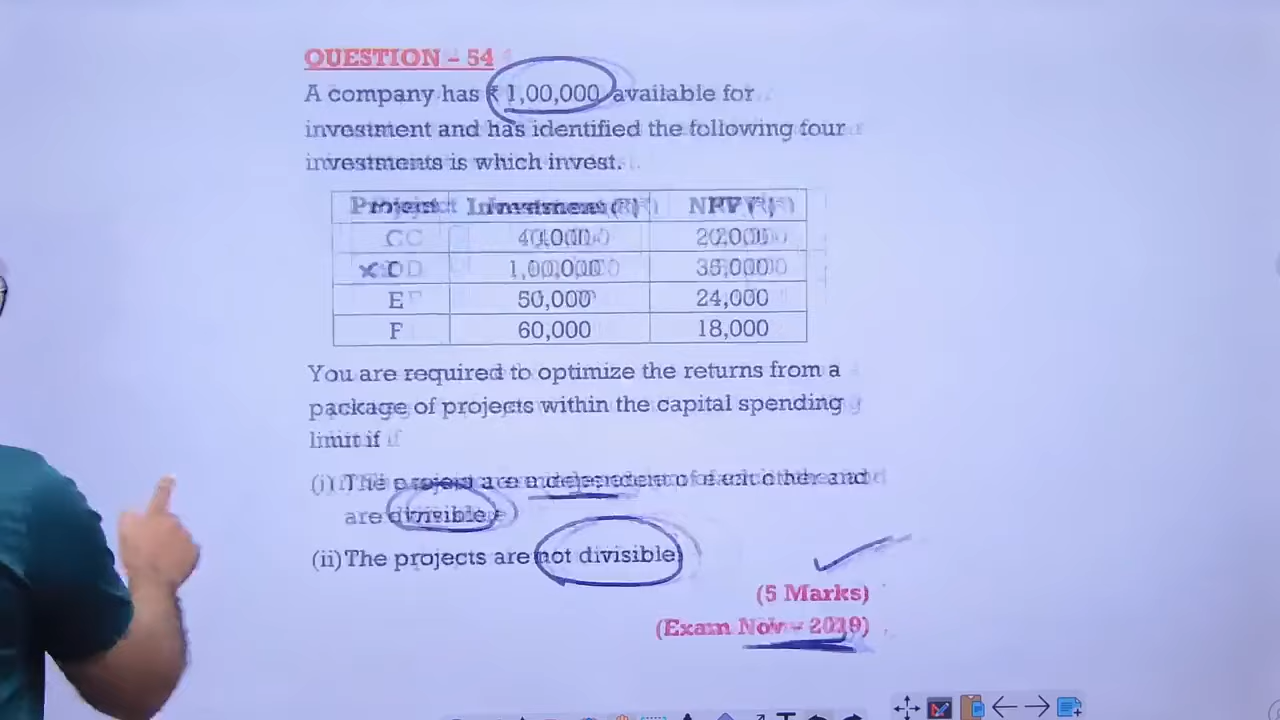 QUESTION – 54
A company has ₹ 1,00,000 available for
investment and has identified the following four
investments is which invest.
Project Investment (₹) NPV (₹)
C 40,000 20,000
X D 1,00,000 35,000
E 50,000 24,000
F 60,000 18,000
You are required to optimize the returns from a
package of projects within the capital spending
limit if
(i) The project are independent of each other and
are divisible
(ii) The projects are not divisible
(5 Marks)
(Exam Nov – 2019)